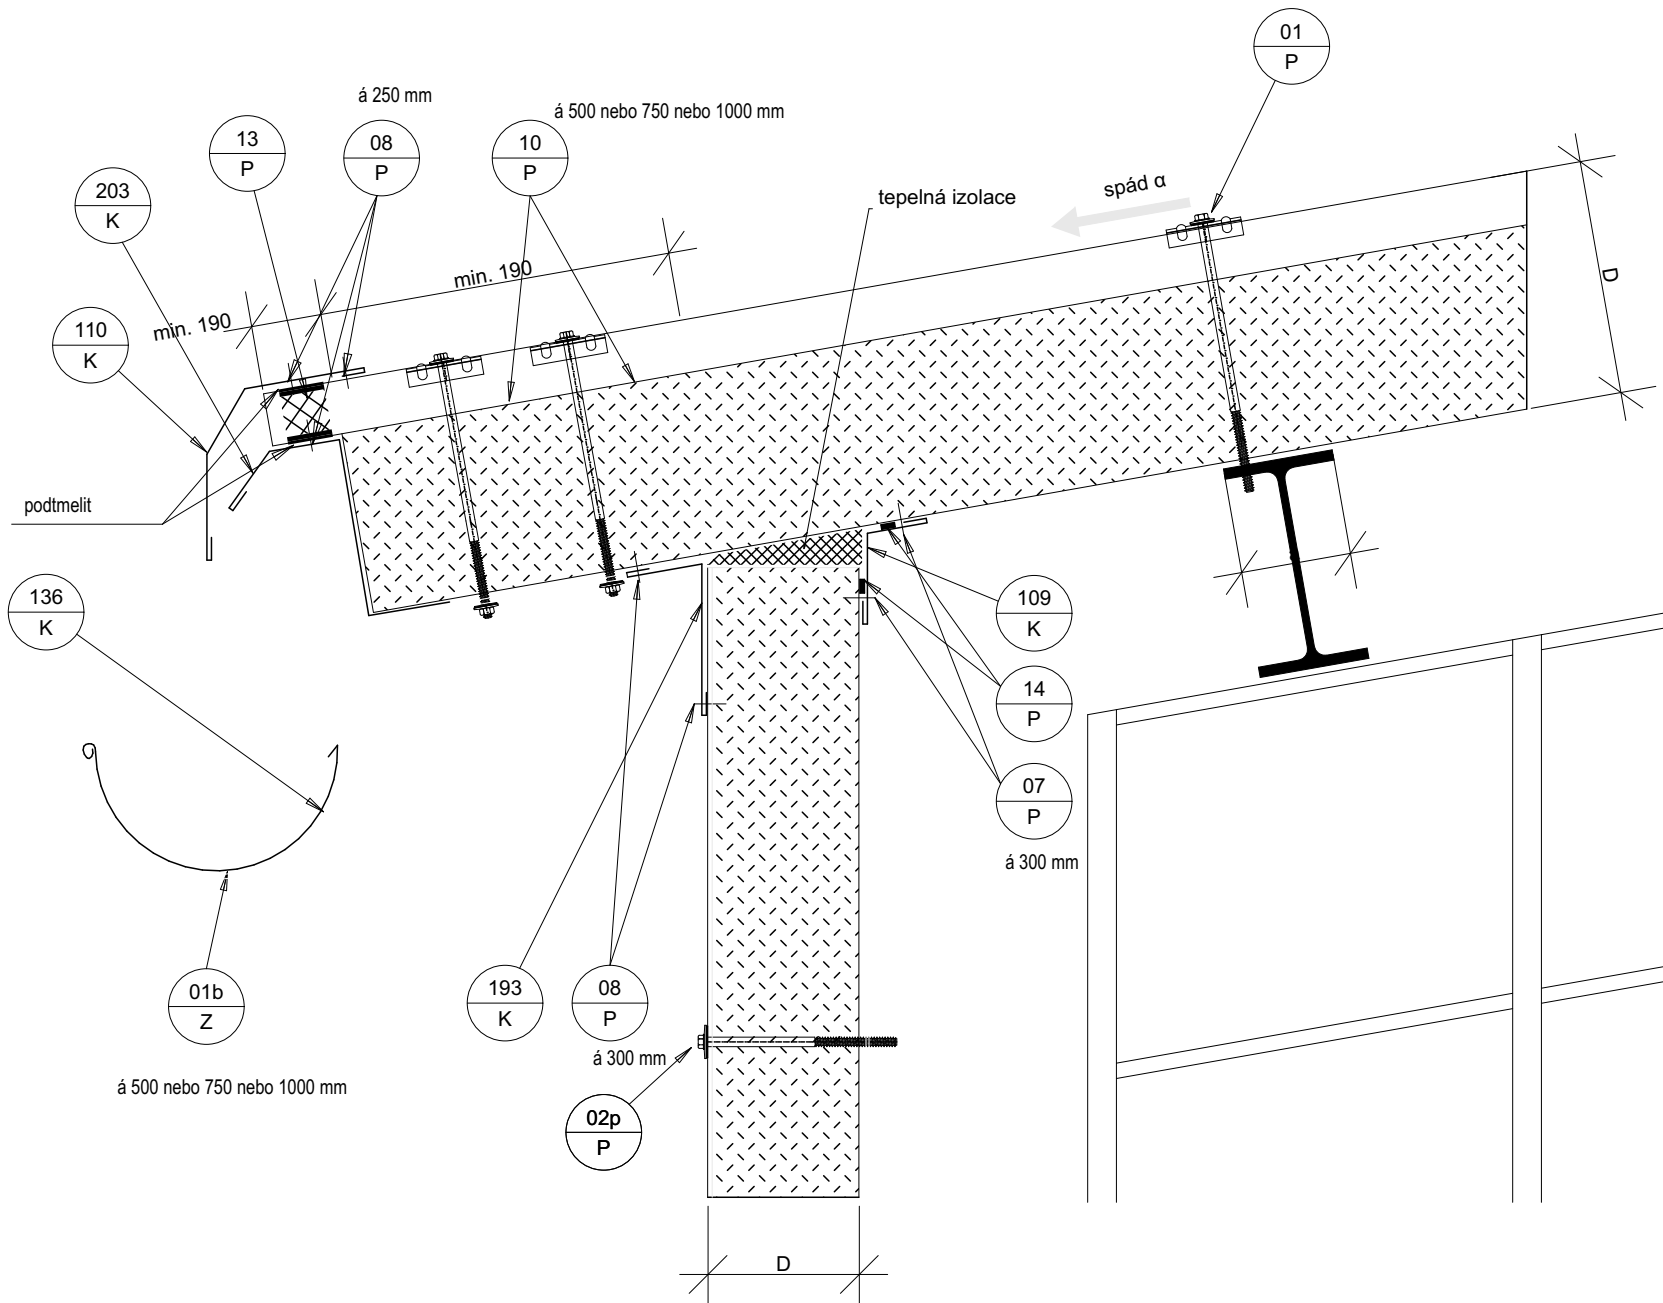 01
P
á 250 mm
á 500 nebo 750 nebo 1000 mm
13
P
08
P
10
P
203
K
spád α
tepelná izolace
min. 190
D
min. 190
110
K
podtmelit
136
K
109
K
14
P
07
P
á 300 mm
01b
Z
193
K
08
P
á 300 mm
á 500 nebo 750 nebo 1000 mm
02p
P
D